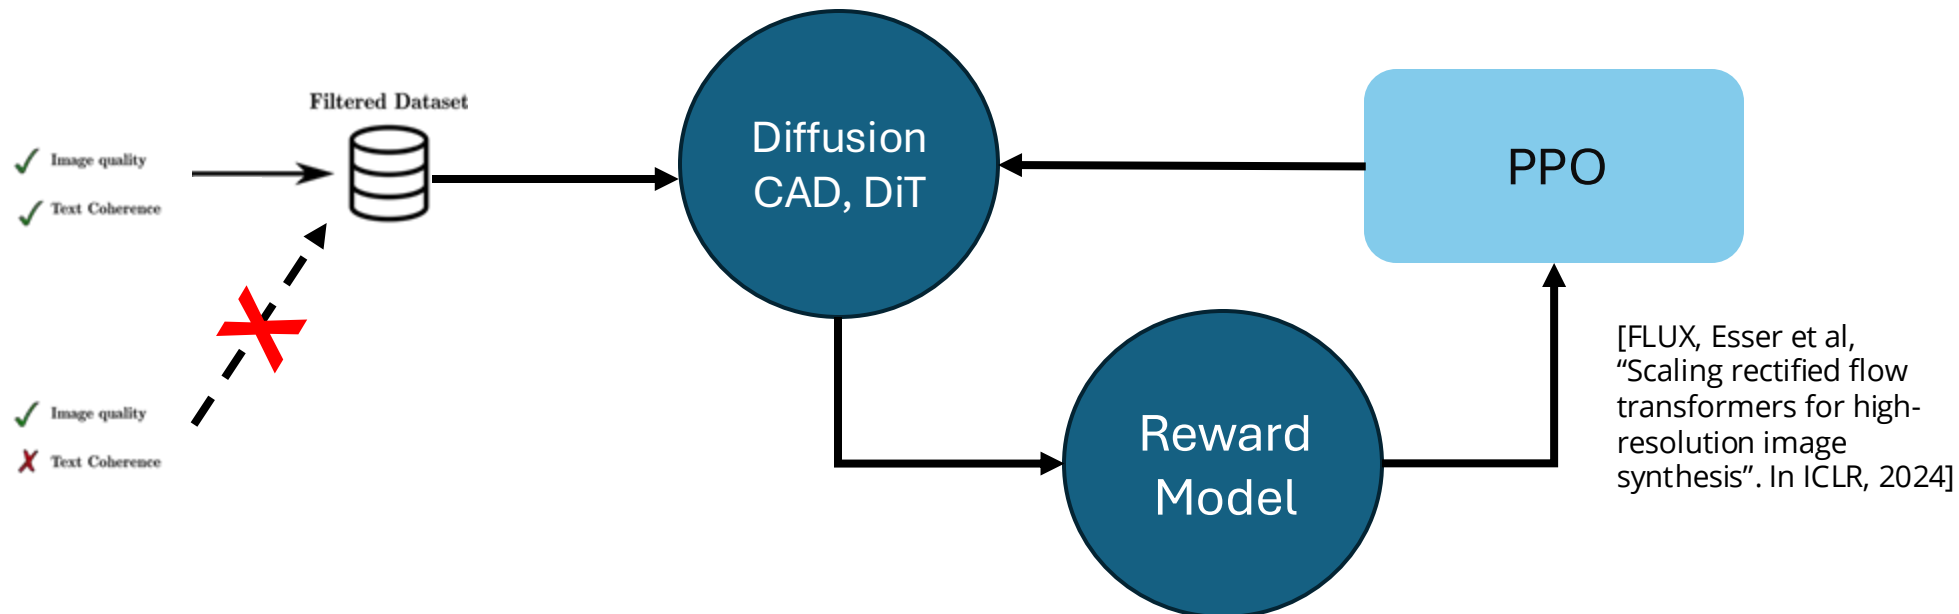 Filtered Dataset
Image quality
Text Coherence
Image quality
Text Coherence
Diffusion
CAD, DiT
PPO
Reward
Model
[FLUX, Esser et al,
“Scaling rectified flow
transformers for high-
resolution image
synthesis”. In ICLR, 2024]